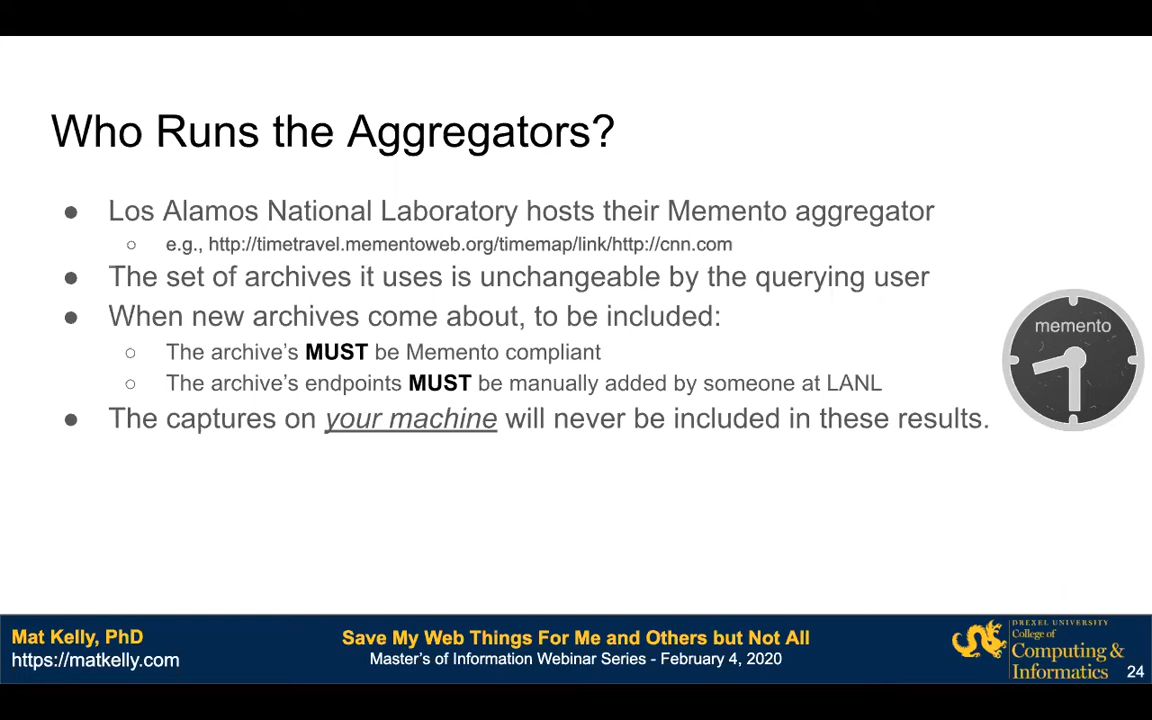 Who Runs the Aggregators?
● Los Alamos National Laboratory hosts their Memento aggregator
○ e.g., http://timetravel.mementoweb.org/timemap/link/http://cnn.com
● The set of archives it uses is unchangeable by the querying user
● When new archives come about, to be included:
○ The archive's MUST be Memento compliant
○ The archive's endpoints MUST be manually added by someone at LANL
● The captures on your machine will never be included in these results.
memento
Mat Kelly, PhD
https://matkelly.com
Save My Web Things For Me and Others but Not All
Master's of Information Webinar Series - February 4, 2020
DREXEL UNIVERSITY
College of
Computing &
Informatics
24